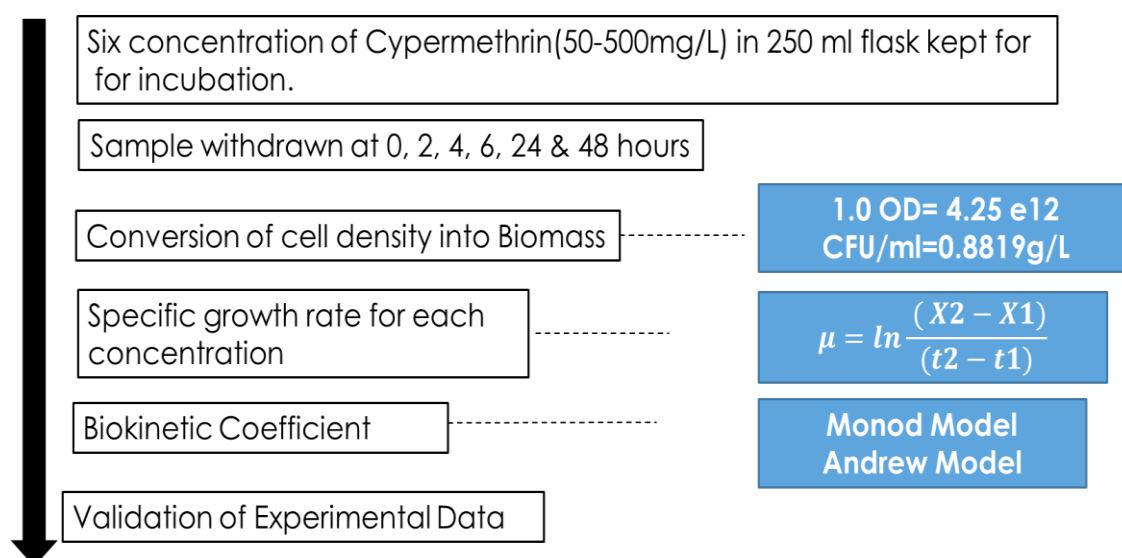 Six concentration of Cypermethrin(50-500mg/L) in 250 ml flask kept for
for incubation.
Sample withdrawn at 0, 2, 4, 6, 24 & 48 hours
Conversion of cell density into Biomass
1.0 OD= 4.25 e12
CFU/ml=0.8819g/L
Specific growth rate for each
concentration
μ = ln (X2 − X1) / (t2 − t1)
Biokinetic Coefficient
Monod Model
Andrew Model
Validation of Experimental Data